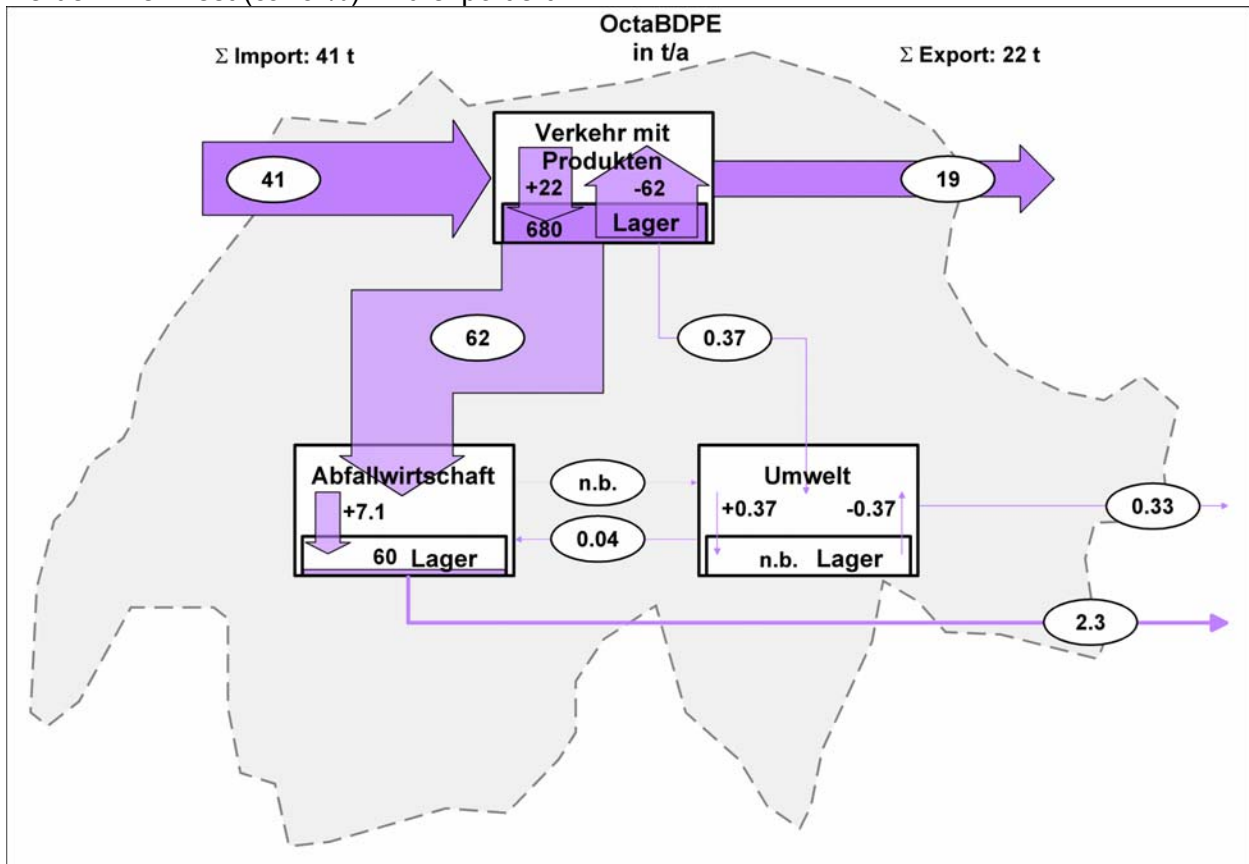 OctaBDPE
in t/a
Σ Import: 41 t
Σ Export: 22 t
Verkehr mit
Produkten
41
+22
-62
19
680
Lager
62
0.37
Abfallwirtschaft
n.b.
Umwelt
+7.1
+0.37
-0.37
0.33
0.04
60 Lager
n.b. Lager
2.3